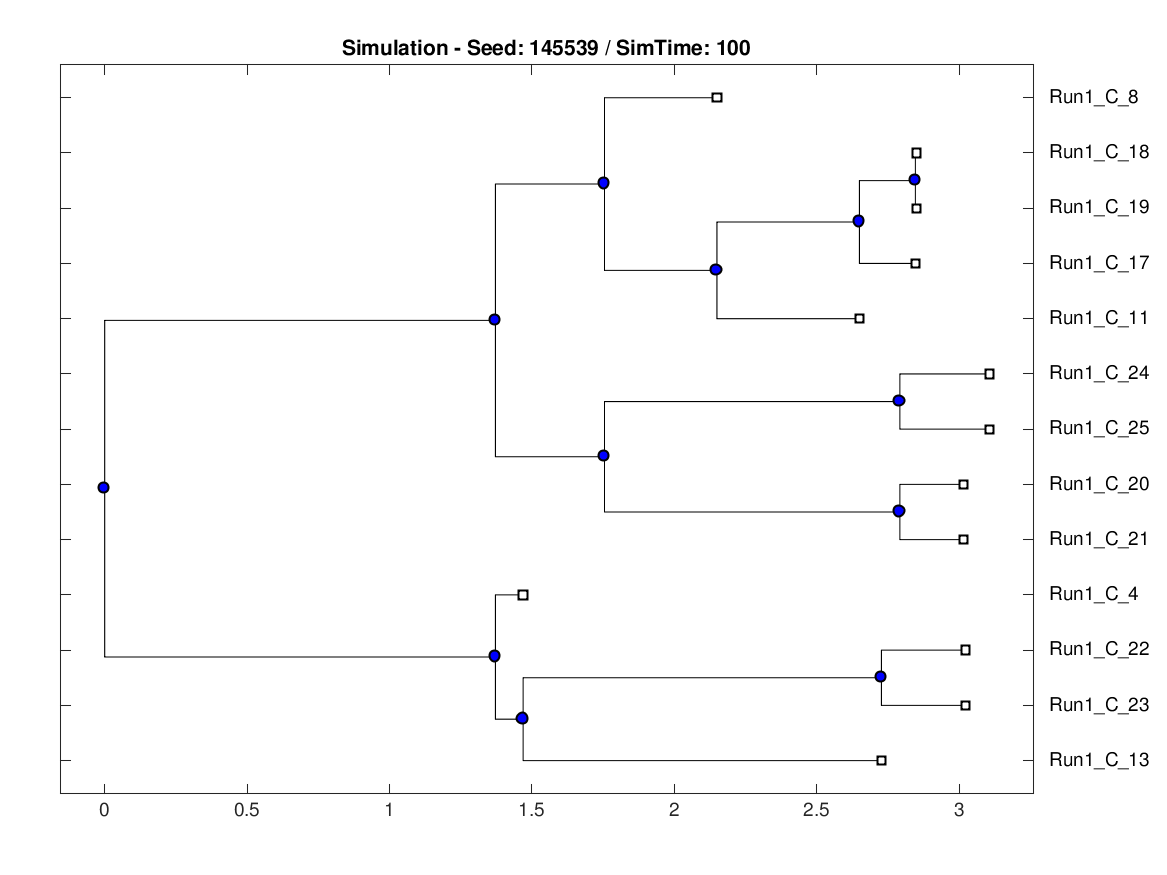 Simulation - Seed: 145539 / SimTime: 100
Run1_C_8
Run1_C_18
Run1_C_19
Run1_C_17
Run1_C_11
Run1_C_24
Run1_C_25
Run1_C_20
Run1_C_21
Run1_C_4
Run1_C_22
Run1_C_23
Run1_C_13
0 0.5 1 1.5 2 2.5 3